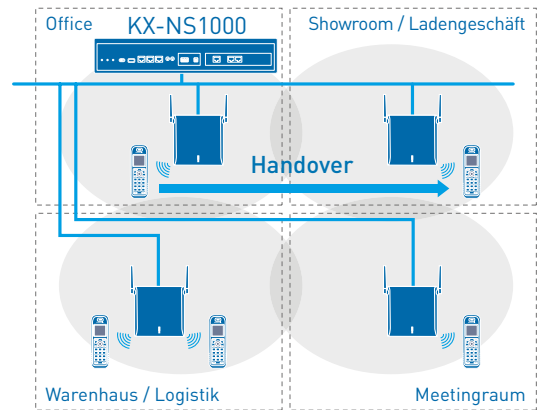 Office
KX-NS1000
Showroom / Ladengeschäft
Handover
Warenhaus / Logistik
Meetingraum